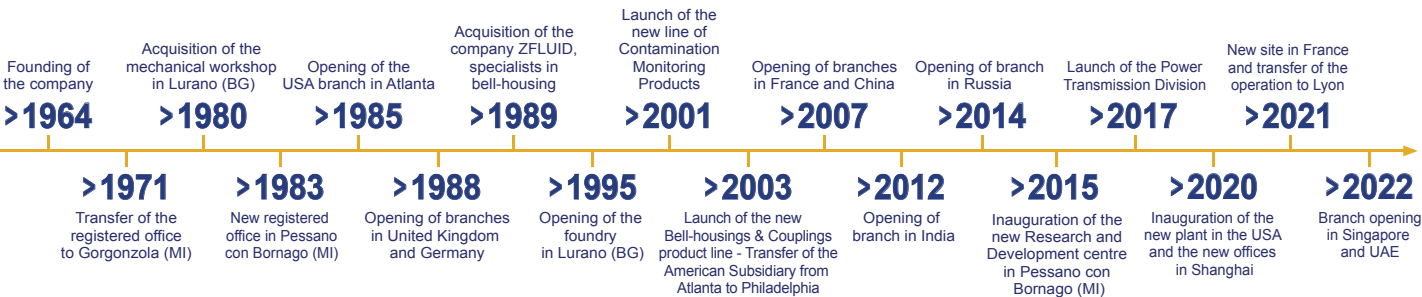 Founding of
the company
>1964
Transfer of the
registered office
to Gorgonzola (MI)
>1971
Acquisition of the
mechanical workshop
in Lurano (BG)
>1980
New registered
office in Pessano
con Bornago (MI)
>1983
Opening of the
USA branch in Atlanta
>1985
>1988
Opening of branches
in United Kingdom
and Germany
Acquisition of the
company ZFLUID,
specialists in
bell-housing
>1989
>1995
Opening of the
foundry
in Lurano (BG)
Launch of the
new line of
Contamination
Monitoring
Products
>2001
>2003
Launch of the new
Bell-housings & Couplings
product line - Transfer of the
American Subsidiary from
Atlanta to Philadelphia
Opening of branches
in France and China
>2007
>2012
Opening of
branch in India
Opening of branch
in Russia
>2014
>2015
Inauguration of the
new Research and
Development centre
in Pessano con
Bornago (MI)
Launch of the Power
Transmission Division
>2017
>2020
Inauguration of the
new plant in the USA
and the new offices
in Shanghai
New site in France
and transfer of the
operation to Lyon
>2021
>2022
Branch opening
in Singapore
and UAE